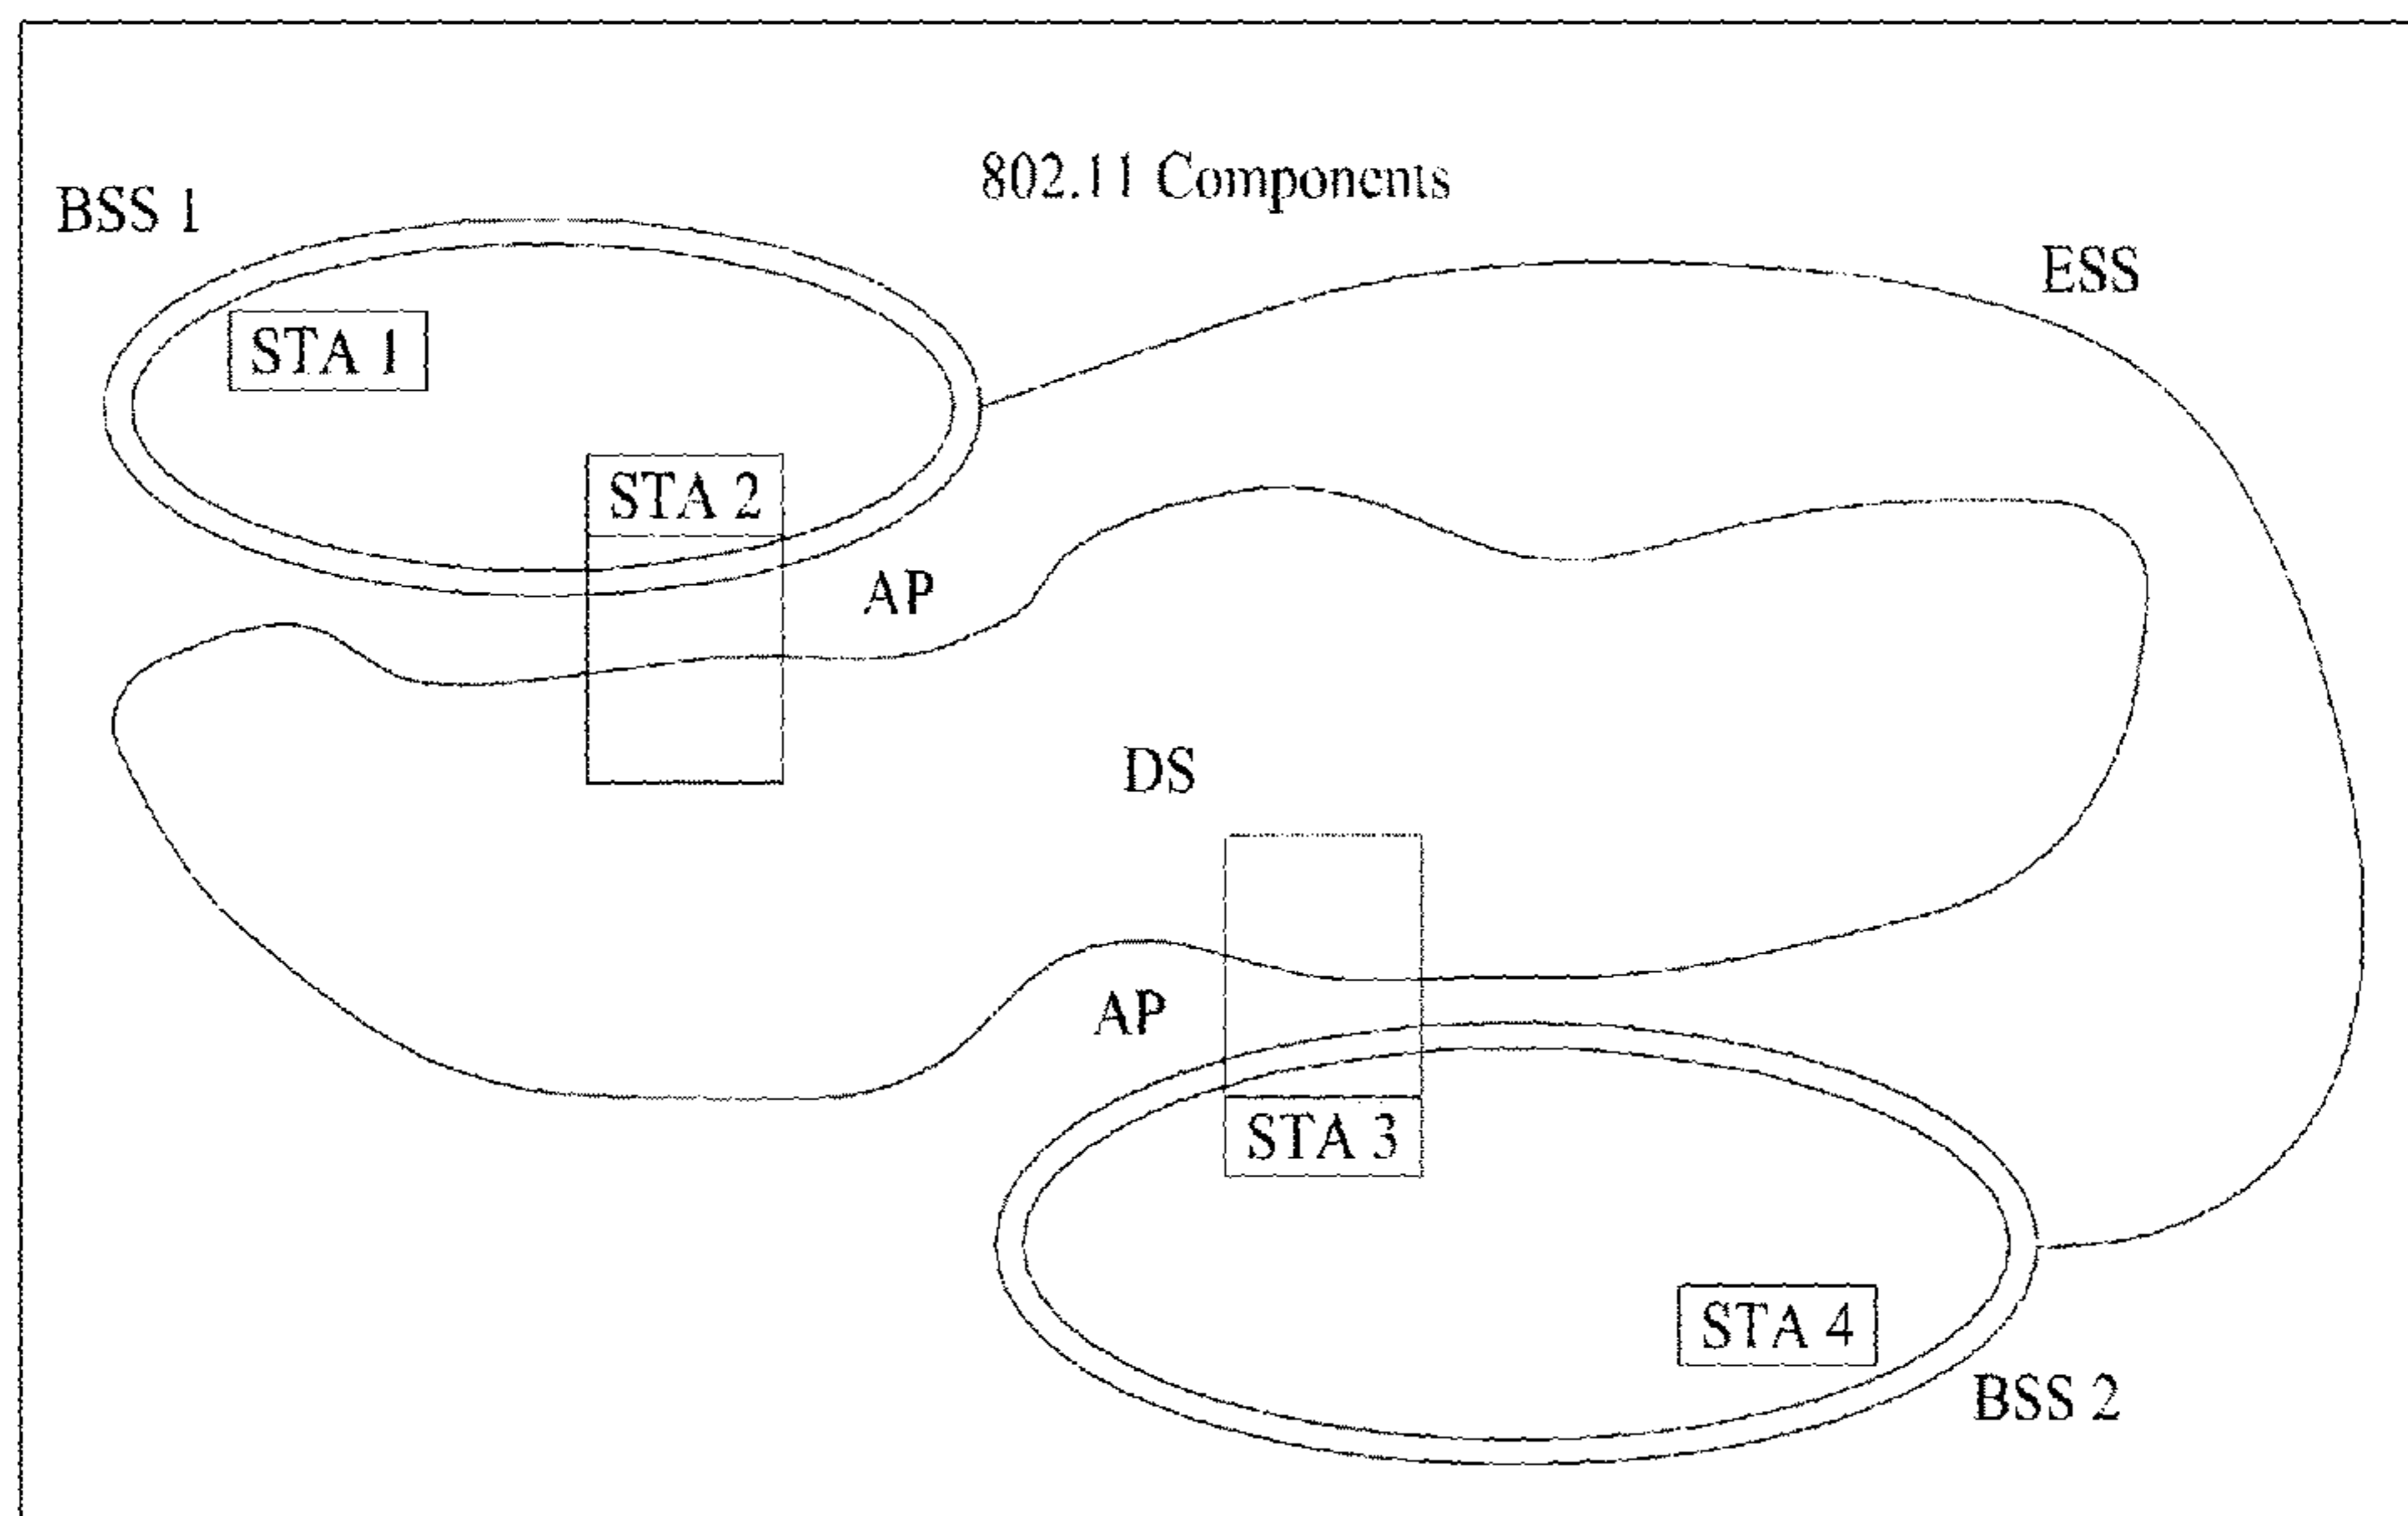 802.11 Components
BSS 1
ESS
STA 1
STA 2
AP
DS
AP
STA 3
STA 4
BSS 2